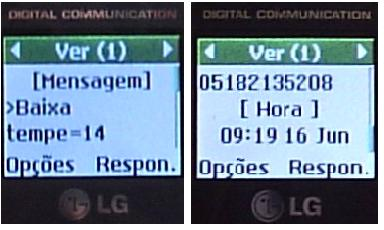 DIGITAL COMMUNICATION
Ver (1)
[Mensagem]
>Baixa
tempe=14
Opções Respon.
LG
DIGITAL COMMUNICATION
Ver (1)
05182135208
[ Hora ]
09:19 16 Jun
Opções Respon.
LG